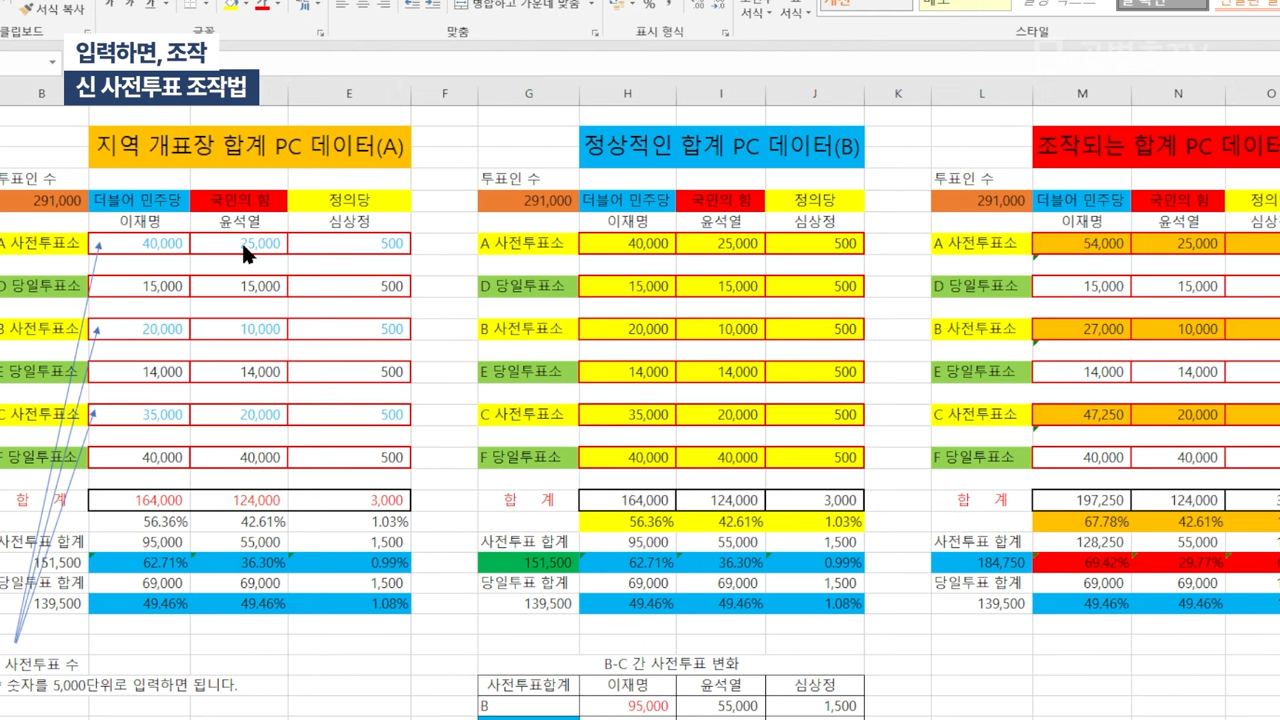 서식 복사
병합하고 가운데 맞춤
서식 서식
맞춤 표시 형식 스타일
입력하면, 조작
신 사전투표 조작법
B E F G H I J K L M N O
지역 개표장 합계 PC 데이터(A) 정상적인 합계 PC 데이터(B) 조작되는 합계 PC 데이터
투표인 수 투표인 수 투표인 수
291,000 더불어 민주당 국민의 힘 정의당 291,000 더불어 민주당 국민의 힘 정의당 291,000 더불어 민주당 국민의 힘
이재명 윤석열 심상정 이재명 윤석열 심상정 이재명 윤석열
A 사전투표소 40,000 25,000 500 A 사전투표소 40,000 25,000 500 A 사전투표소 54,000 25,000
D 당일투표소 15,000 15,000 500 D 당일투표소 15,000 15,000 500 D 당일투표소 15,000 15,000
B 사전투표소 20,000 10,000 500 B 사전투표소 20,000 10,000 500 B 사전투표소 27,000 10,000
E 당일투표소 14,000 14,000 500 E 당일투표소 14,000 14,000 500 E 당일투표소 14,000 14,000
C 사전투표소 35,000 20,000 500 C 사전투표소 35,000 20,000 500 C 사전투표소 47,250 20,000
F 당일투표소 40,000 40,000 500 F 당일투표소 40,000 40,000 500 F 당일투표소 40,000 40,000
합 계 164,000 124,000 3,000 합 계 164,000 124,000 3,000 합 계 197,250 124,000
56.36% 42.61% 1.03% 56.36% 42.61% 1.03% 67.78% 42.61%
사전투표 합계 95,000 55,000 1,500 사전투표 합계 95,000 55,000 1,500 사전투표 합계 128,250 55,000
151,500 62.71% 36.30% 0.99% 151,500 62.71% 36.30% 0.99% 184,750 69.42% 29.77%
당일투표 합계 69,000 69,000 1,500 당일투표 합계 69,000 69,000 1,500 당일투표 합계 69,000 69,000
139,500 49.46% 49.46% 1.08% 139,500 49.46% 49.46% 1.08% 139,500 49.46% 49.46%
사전투표 수 B-C 간 사전투표 변화
* 숫자를 5,000단위로 입력하면 됩니다. 사전투표합계 이재명 윤석열 심상정
B 95,000 55,000 1,500